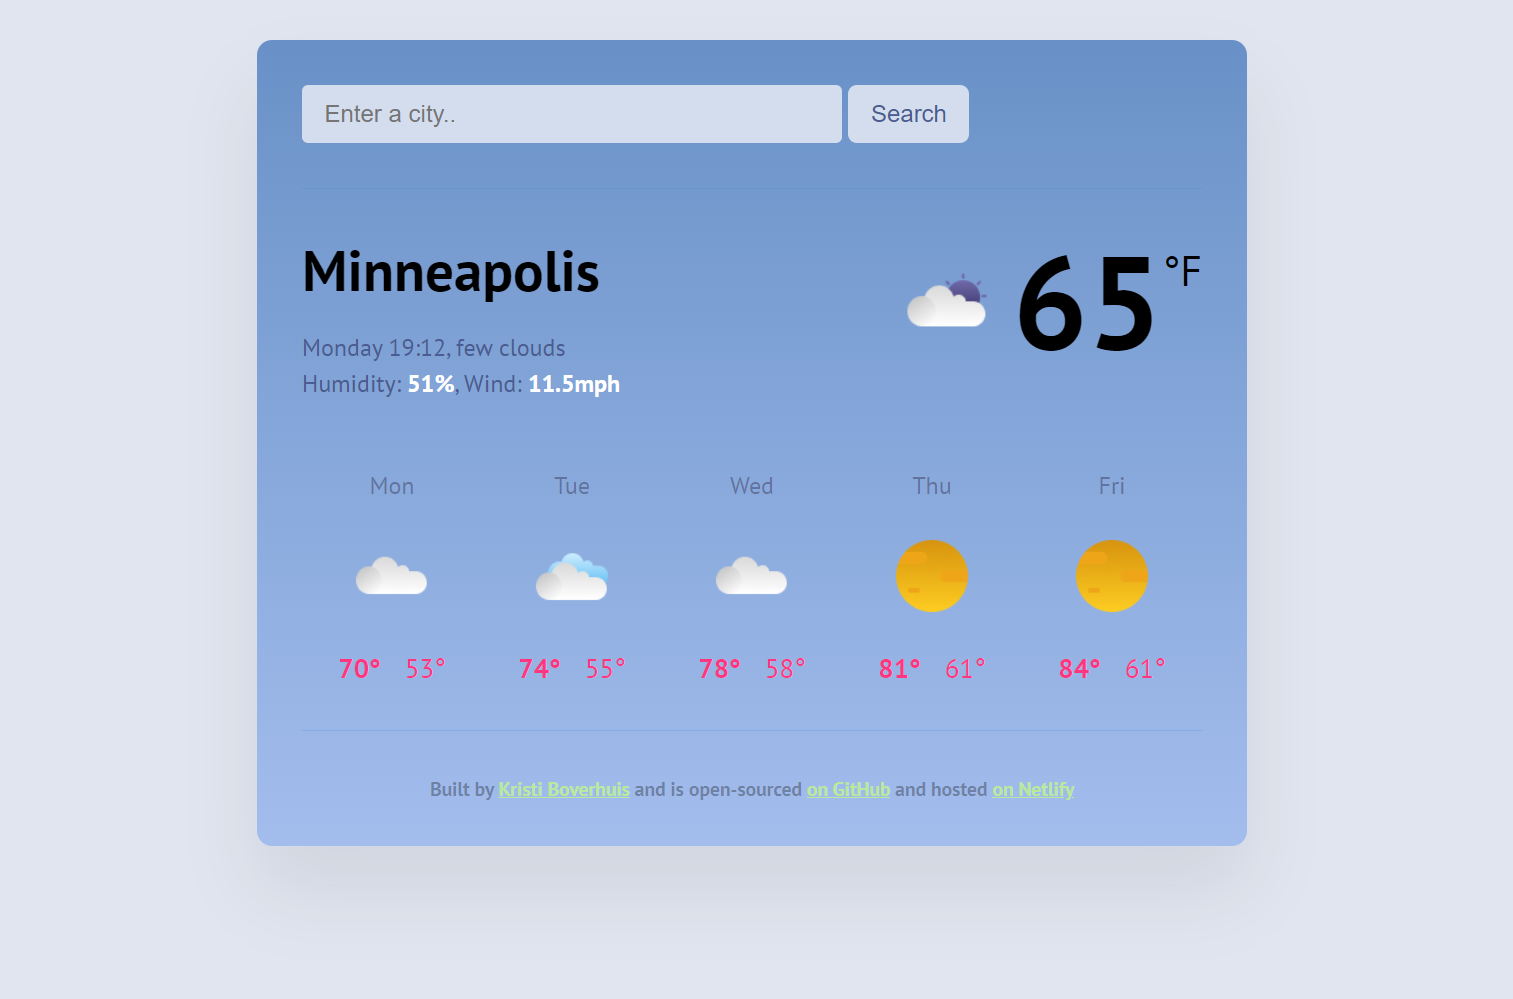 Enter a city.. Search
Minneapolis
65 °F
Monday 19:12, few clouds
Humidity: 51%, Wind: 11.5mph
Mon Tue Wed Thu Fri
70° 53° 74° 55° 78° 58° 81° 61° 84° 61°
Built by Kristi Boverhuis and is open-sourced on GitHub and hosted on Netlify